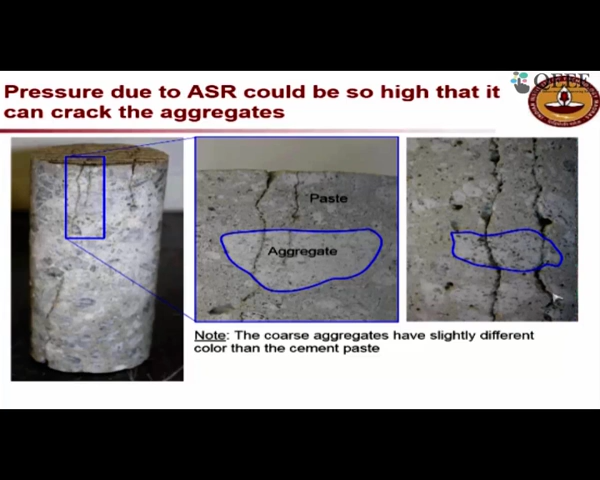 QEEE
Pressure due to ASR could be so high that it
can crack the aggregates
Paste
Aggregate
Note: The coarse aggregates have slightly different
color than the cement paste